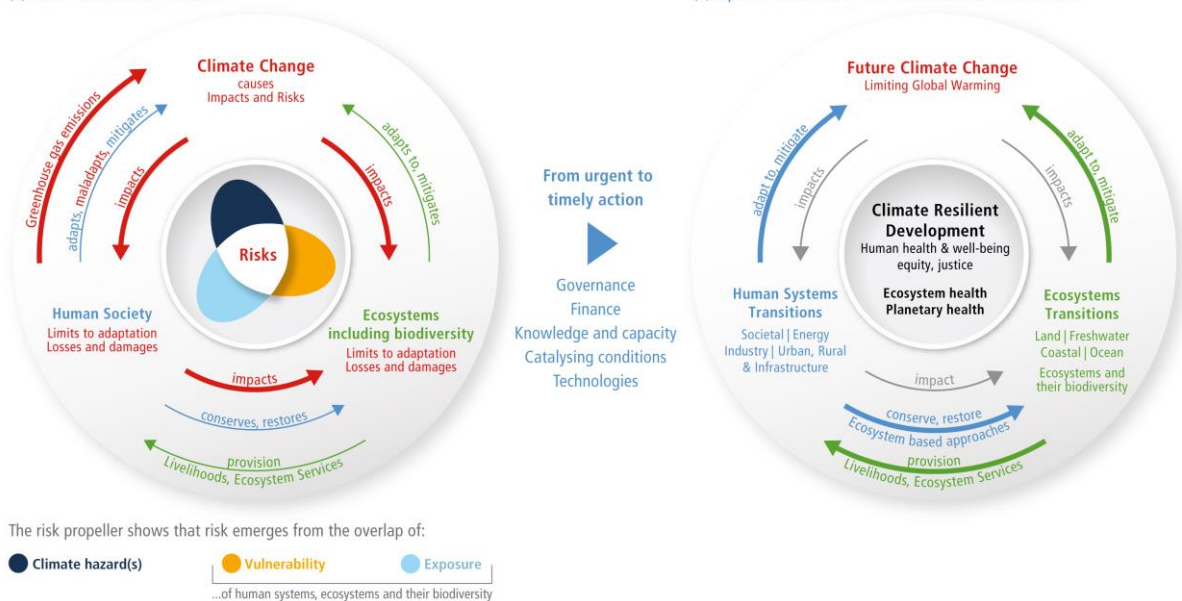 Climate Change
causes
Impacts and Risks
Greenhouse gas emissions
adapts, maladapts, mitigates
impacts
impacts
adapts to, mitigates
Risks
Human Society
Limits to adaptation
Losses and damages
Ecosystems
including biodiversity
Limits to adaptation
Losses and damages
impacts
conserves, restores
provision
Livelihoods, Ecosystem Services
From urgent to
timely action
Governance
Finance
Knowledge and capacity
Catalysing conditions
Technologies
Future Climate Change
Limiting Global Warming
adapt to, mitigate
impacts
impacts
adapt to, mitigate
Climate Resilient
Development
Human health & well-being
equity, justice
Ecosystem health
Planetary health
Human Systems
Transitions
Societal | Energy
Industry | Urban, Rural
& Infrastructure
Ecosystems
Transitions
Land | Freshwater
Coastal | Ocean
Ecosystems and
their biodiversity
impact
conserve, restore
Ecosystem based approaches
provision
Livelihoods, Ecosystem Services
The risk propeller shows that risk emerges from the overlap of:
Climate hazard(s)
Vulnerability
Exposure
...of human systems, ecosystems and their biodiversity